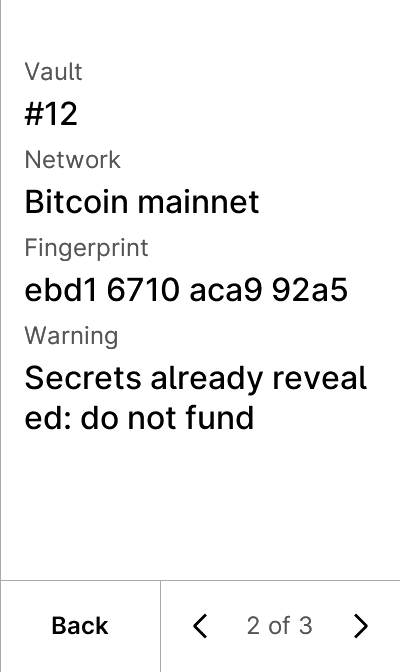 Vault
#12
Network
Bitcoin mainnet
Fingerprint
ebd1 6710 aca9 92a5
Warning
Secrets already reveal
ed: do not fund
Back
2 of 3